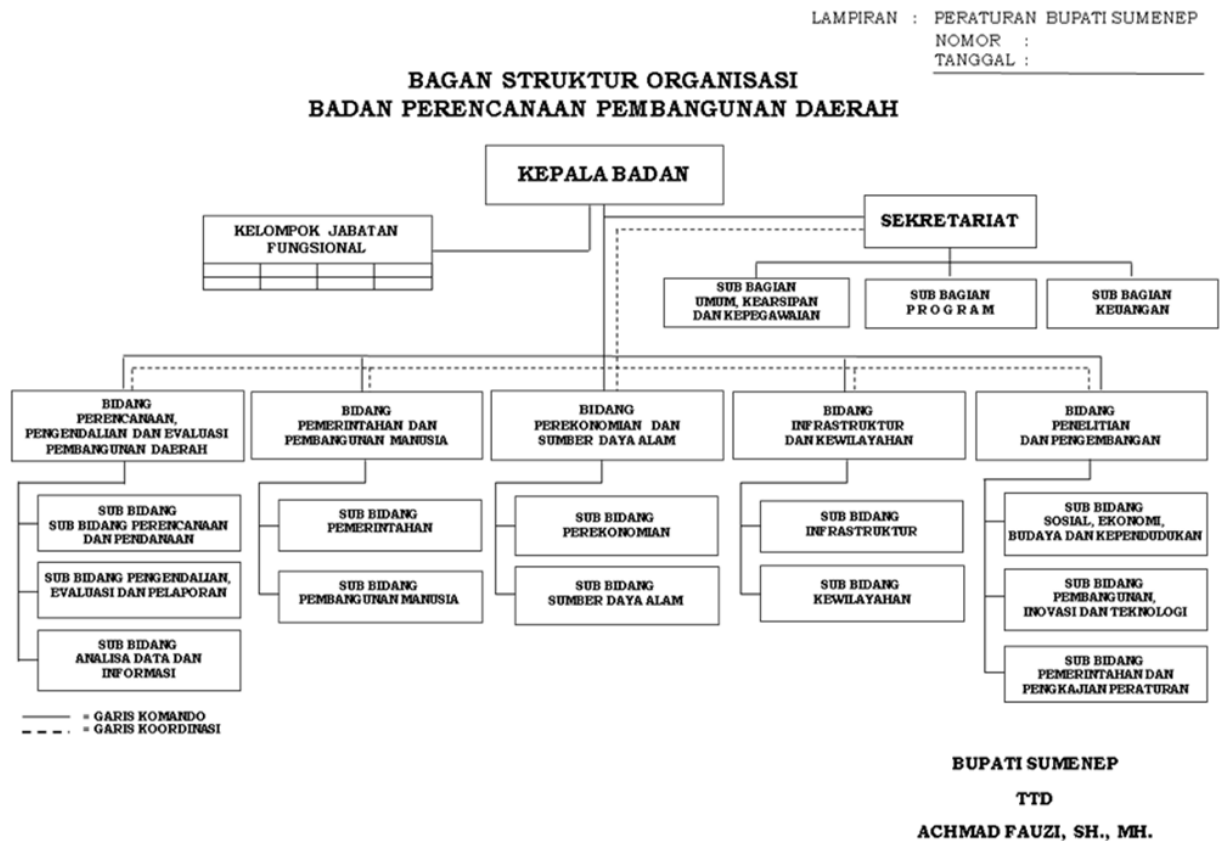 LAMPIRAN : PERATURAN BUPATI SUMENEP
NOMOR :
TANGGAL :
BAGAN STRUKTUR ORGANISASI
BADAN PERENCANAAN PEMBANGUNAN DAERAH
KEPALA BADAN
KELOMPOK JABATAN
FUNGSIONAL
SEKRETARIAT
SUB BAGIAN
UMUM, KEARSIPAN
DAN KEPEGAWAIAN
SUB BAGIAN
P R O G R A M
SUB BAGIAN
KEUANGAN
BIDANG
PERENCANAAN,
PENGENDALIAN DAN EVALUASI
PEMBANGUNAN DAERAH
BIDANG
PEMERINTAHAN DAN
PEMBANGUNAN MANUSIA
BIDANG
PEREKONOMIAN DAN
SUMBER DAYA ALAM
BIDANG
INFRASTRUKTUR
DAN KEWILAYAHAN
BIDANG
PENELITIAN
DAN PENGEMBANGAN
SUB BIDANG
SUB BIDANG PERENCANAAN
DAN PENDANAAN
SUB BIDANG PENGENDALIAN,
EVALUASI DAN PELAPORAN
SUB BIDANG
ANALISA DATA DAN
INFORMASI
SUB BIDANG
PEMERINTAHAN
SUB BIDANG
PEMBANGUNAN MANUSIA
SUB BIDANG
PEREKONOMIAN
SUB BIDANG
SUMBER DAYA ALAM
SUB BIDANG
INFRASTRUKTUR
SUB BIDANG
KEWILAYAHAN
SUB BIDANG
SOSIAL, EKONOMI,
BUDAYA DAN KEPENDUDUKAN
SUB BIDANG
PEMBANGUNAN,
INOVASI DAN TEKNOLOGI
SUB BIDANG
PEMERINTAHAN DAN
PENGKAJIAN PERATURAN
= GARIS KOMANDO
= GARIS KOORDINASI
BUPATI SUMENEP
TTD
ACHMAD FAUZI, SH., MH.